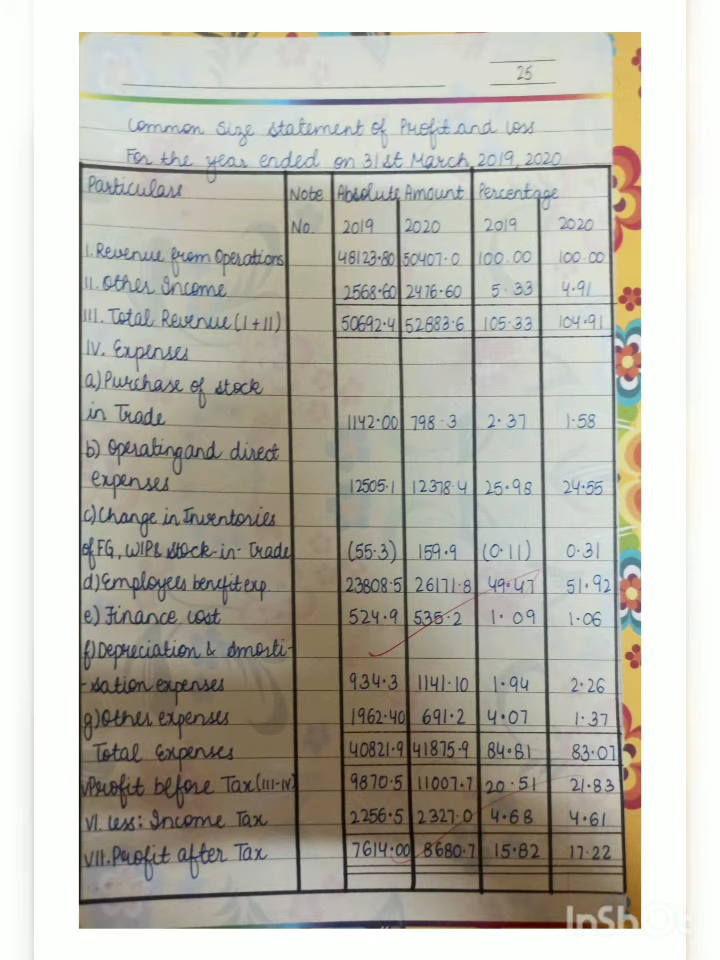 25
Common Size Statement of Profit and Loss
For the year ended on 31st March, 2019, 2020
Particulars Note Absolute Amount Percentage
No. 2019 2020 2019 2020
I. Revenue from Operations 48123.80 50407.0 100.00 100.00
II. Other Income 2568.60 2476.60 5.33 4.91
III. Total Revenue (I+II) 50692.4 52883.6 105.33 104.91
IV. Expenses
a) Purchase of stock
in Trade 1142.00 798.3 2.37 1.58
b) Operating and direct
expenses 12505.1 12378.4 25.98 24.55
c) Change in Inventories
of FG, WIP & stock-in-Trade (55.3) 159.9 (0.11) 0.31
d) Employees benefit exp. 23808.5 26171.8 49.47 51.92
e) Finance cost 524.9 535.2 1.09 1.06
f) Depreciation & Amorti-
-sation expenses 934.3 1141.10 1.94 2.26
g) Other expenses 1962.40 691.2 4.07 1.37
Total Expenses 40821.9 41875.9 84.81 83.07
V. Profit before Tax (III-IV) 9870.5 11007.7 20.51 21.83
VI. Less: Income Tax 2256.5 2327.0 4.68 4.61
VII. Profit after Tax 7614.00 8680.7 15.82 17.22
InShOt